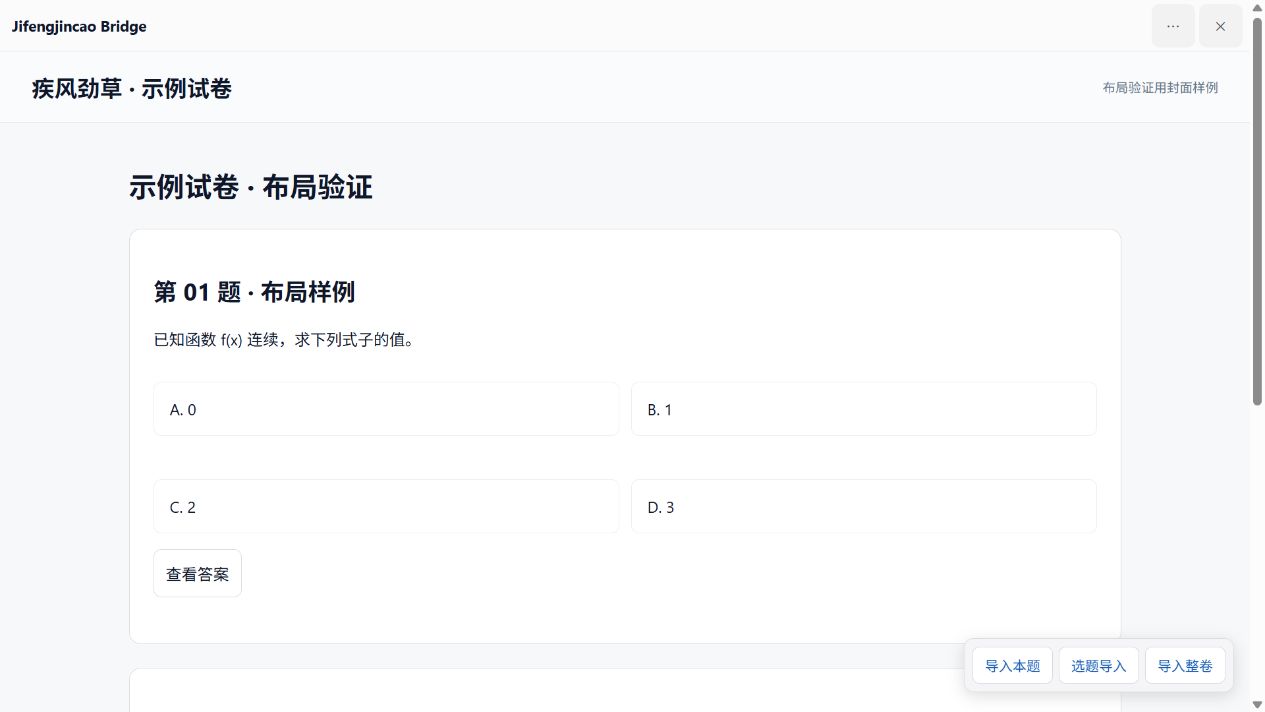 Jifengjincao Bridge
疾风劲草 · 示例试卷
布局验证用封面样例
示例试卷 · 布局验证
第 01 题 · 布局样例
已知函数 f(x) 连续，求下列式子的值。
A. 0
B. 1
C. 2
D. 3
查看答案
导入本题
选题导入
导入整卷